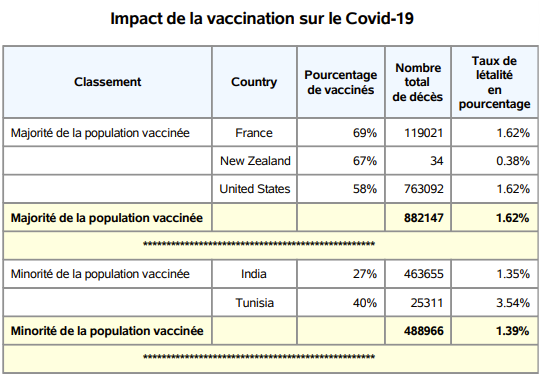 Impact de la vaccination sur le Covid-19
Classement Country Pourcentage de vaccinés Nombre total de décès Taux de létalité en pourcentage
Majorité de la population vaccinée France 69% 119021 1.62%
New Zealand 67% 34 0.38%
United States 58% 763092 1.62%
Majorité de la population vaccinée 882147 1.62%
**************************************************
Minorité de la population vaccinée India 27% 463655 1.35%
Tunisia 40% 25311 3.54%
Minorité de la population vaccinée 488966 1.39%
**************************************************